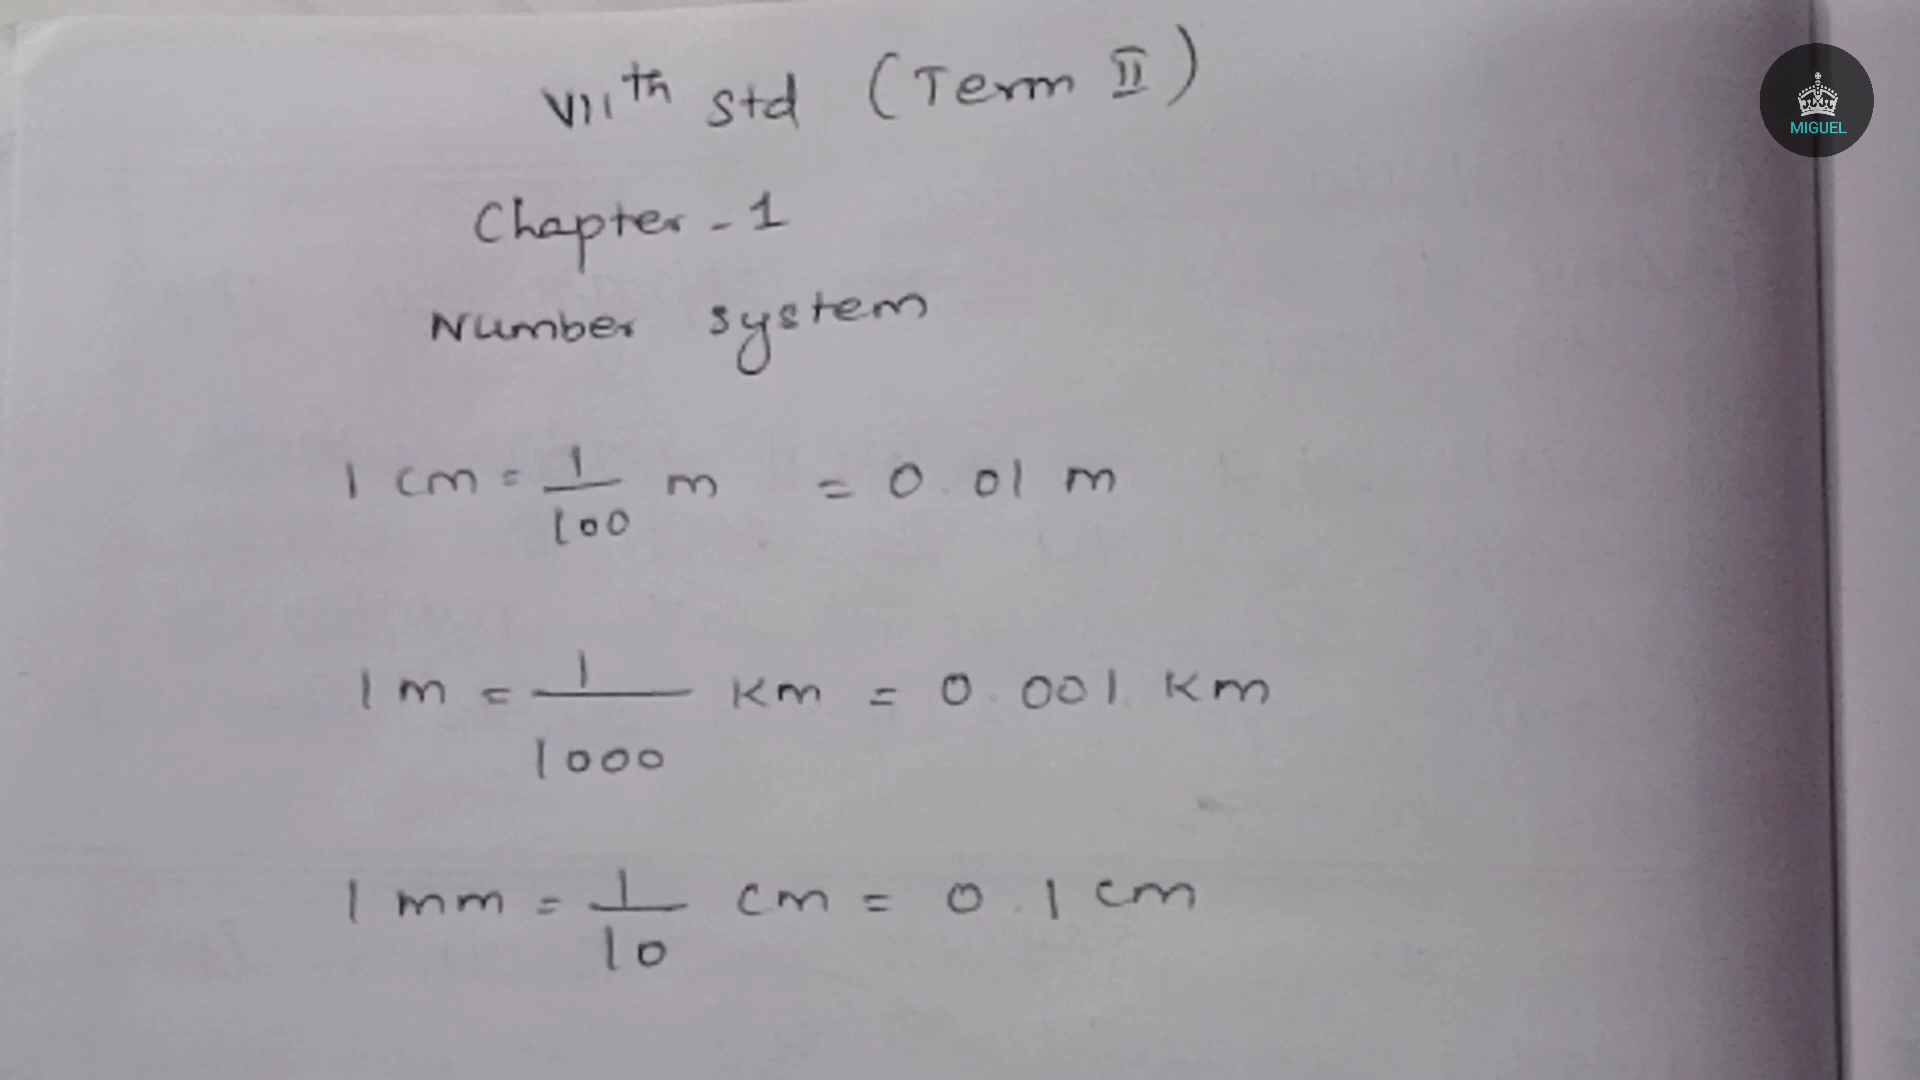 VIIth std (Term II)
Chapter - 1
Number system
1 cm = 1/100 m = 0.01 m
1 m = 1/1000 km = 0.001 km
1 mm = 1/10 cm = 0.1 cm
MIGUEL